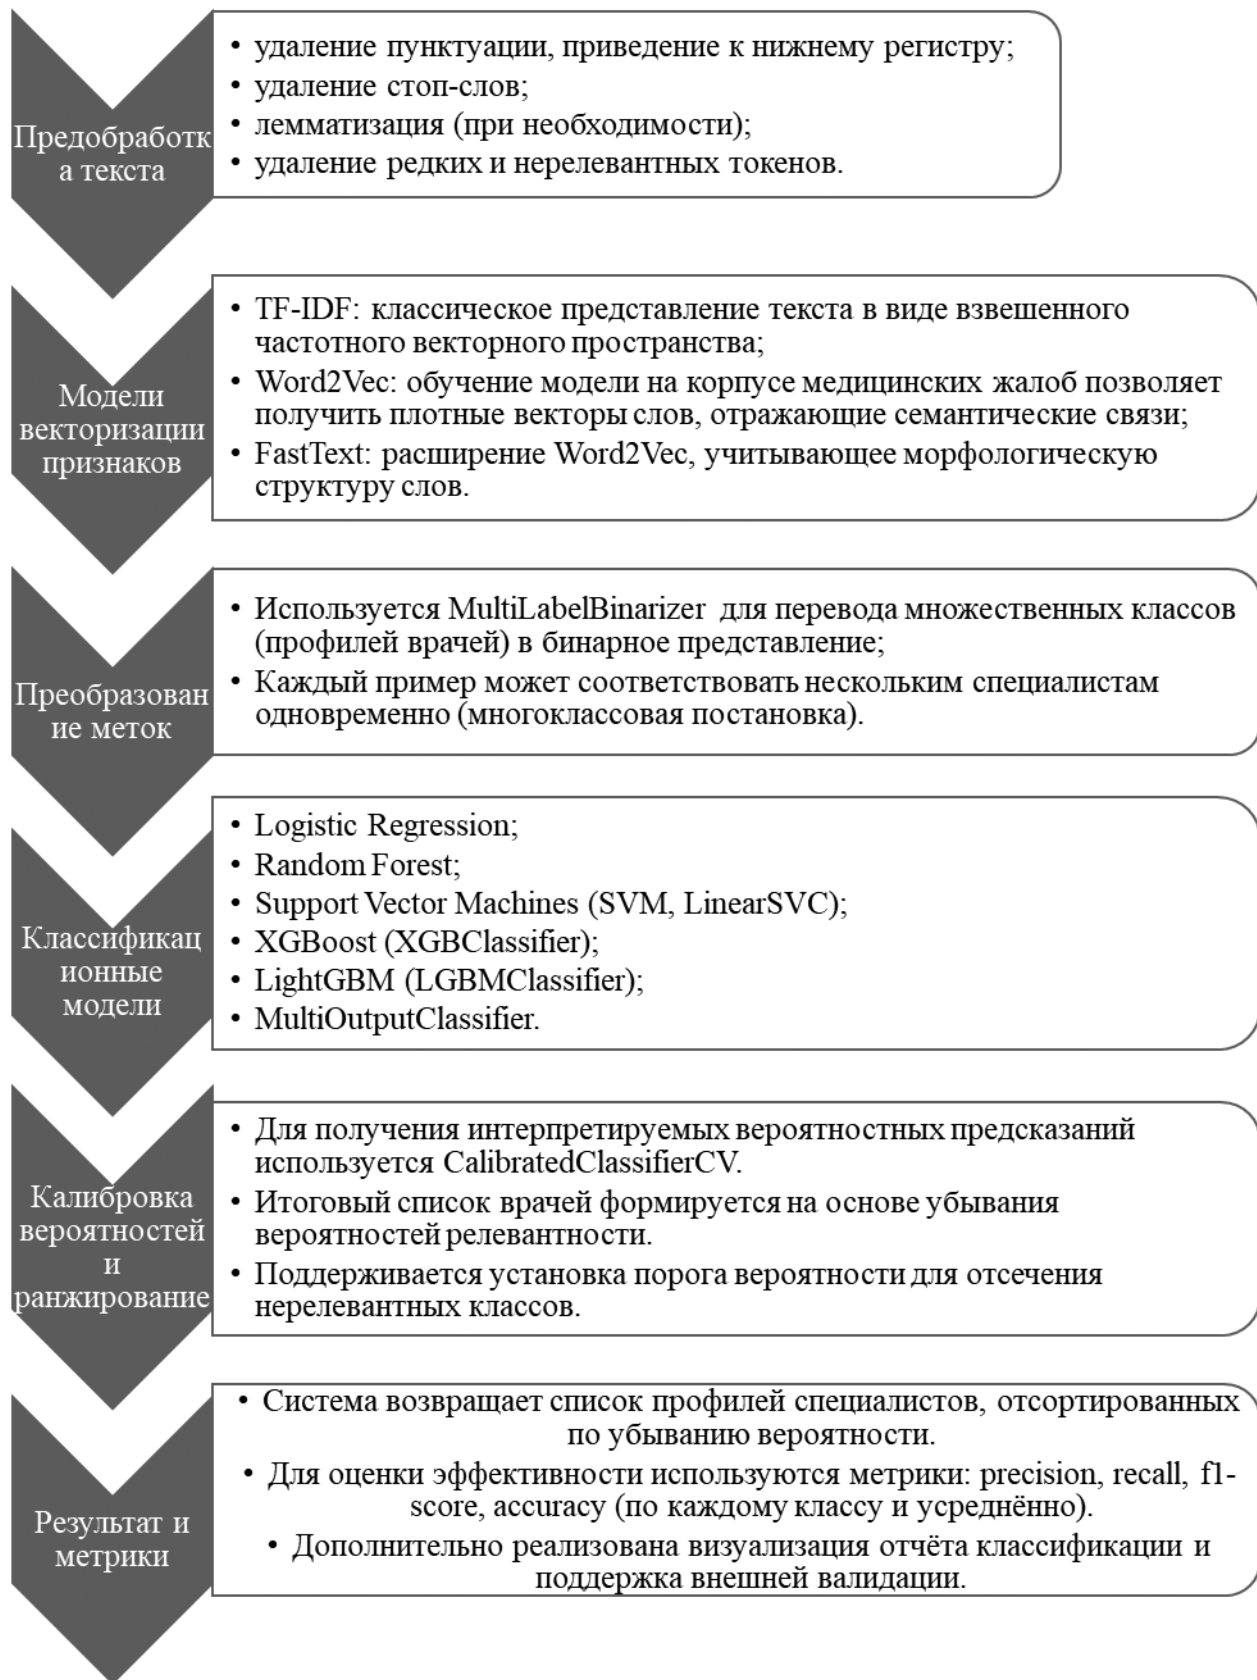 Предобработк
а текста
• удаление пунктуации, приведение к нижнему регистру;
• удаление стоп-слов;
• лемматизация (при необходимости);
• удаление редких и нерелевантных токенов.
Модели
векторизации
признаков
• TF-IDF: классическое представление текста в виде взвешенного
частотного векторного пространства;
• Word2Vec: обучение модели на корпусе медицинских жалоб позволяет
получить плотные векторы слов, отражающие семантические связи;
• FastText: расширение Word2Vec, учитывающее морфологическую
структуру слов.
Преобразован
ие меток
• Используется MultiLabelBinarizer для перевода множественных классов
(профилей врачей) в бинарное представление;
• Каждый пример может соответствовать нескольким специалистам
одновременно (многоклассовая постановка).
Классификац
ионные
модели
• Logistic Regression;
• Random Forest;
• Support Vector Machines (SVM, LinearSVC);
• XGBoost (XGBClassifier);
• LightGBM (LGBMClassifier);
• MultiOutputClassifier.
Калибровка
вероятностей
и
ранжирование
• Для получения интерпретируемых вероятностных предсказаний
используется CalibratedClassifierCV.
• Итоговый список врачей формируется на основе убывания
вероятностей релевантности.
• Поддерживается установка порога вероятности для отсечения
нерелевантных классов.
Результат и
метрики
• Система возвращает список профилей специалистов, отсортированных
по убыванию вероятности.
• Для оценки эффективности используются метрики: precision, recall, f1-
score, accuracy (по каждому классу и усреднённо).
• Дополнительно реализована визуализация отчёта классификации и
поддержка внешней валидации.